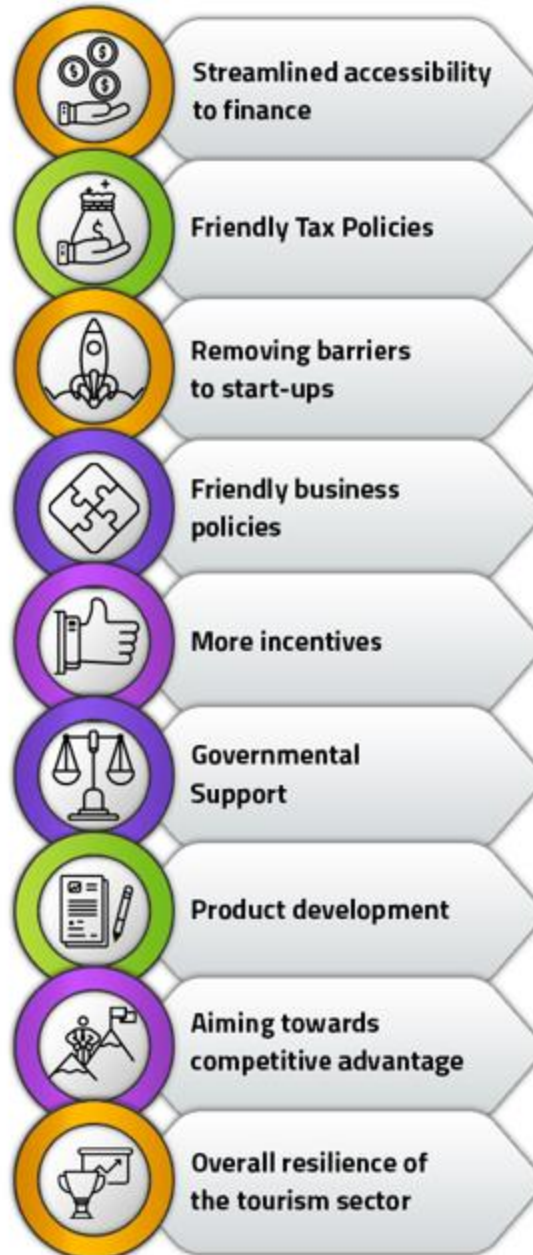 Streamlined accessibility
to finance
Friendly Tax Policies
Removing barriers
to start-ups
Friendly business
policies
More incentives
Governmental
Support
Product development
Aiming towards
competitive advantage
Overall resilience of
the tourism sector